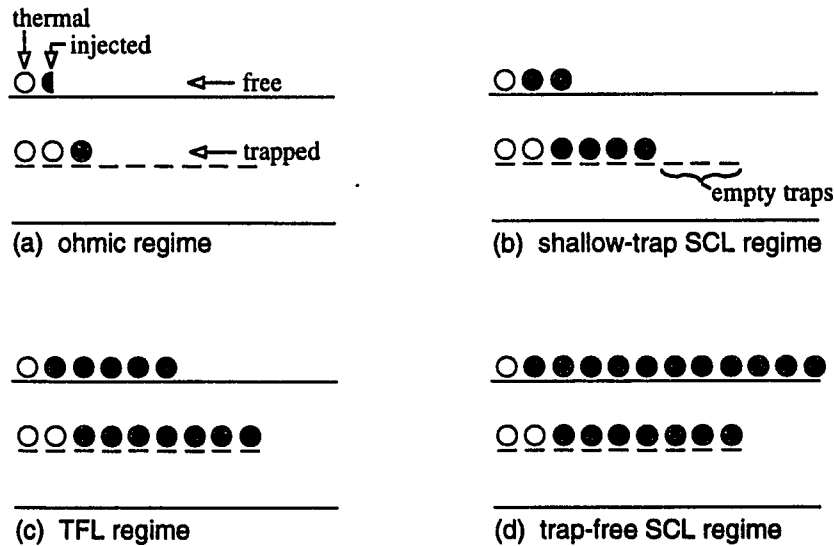 thermal
injected
free
trapped
(a) ohmic regime
empty traps
(b) shallow-trap SCL regime
(c) TFL regime
(d) trap-free SCL regime